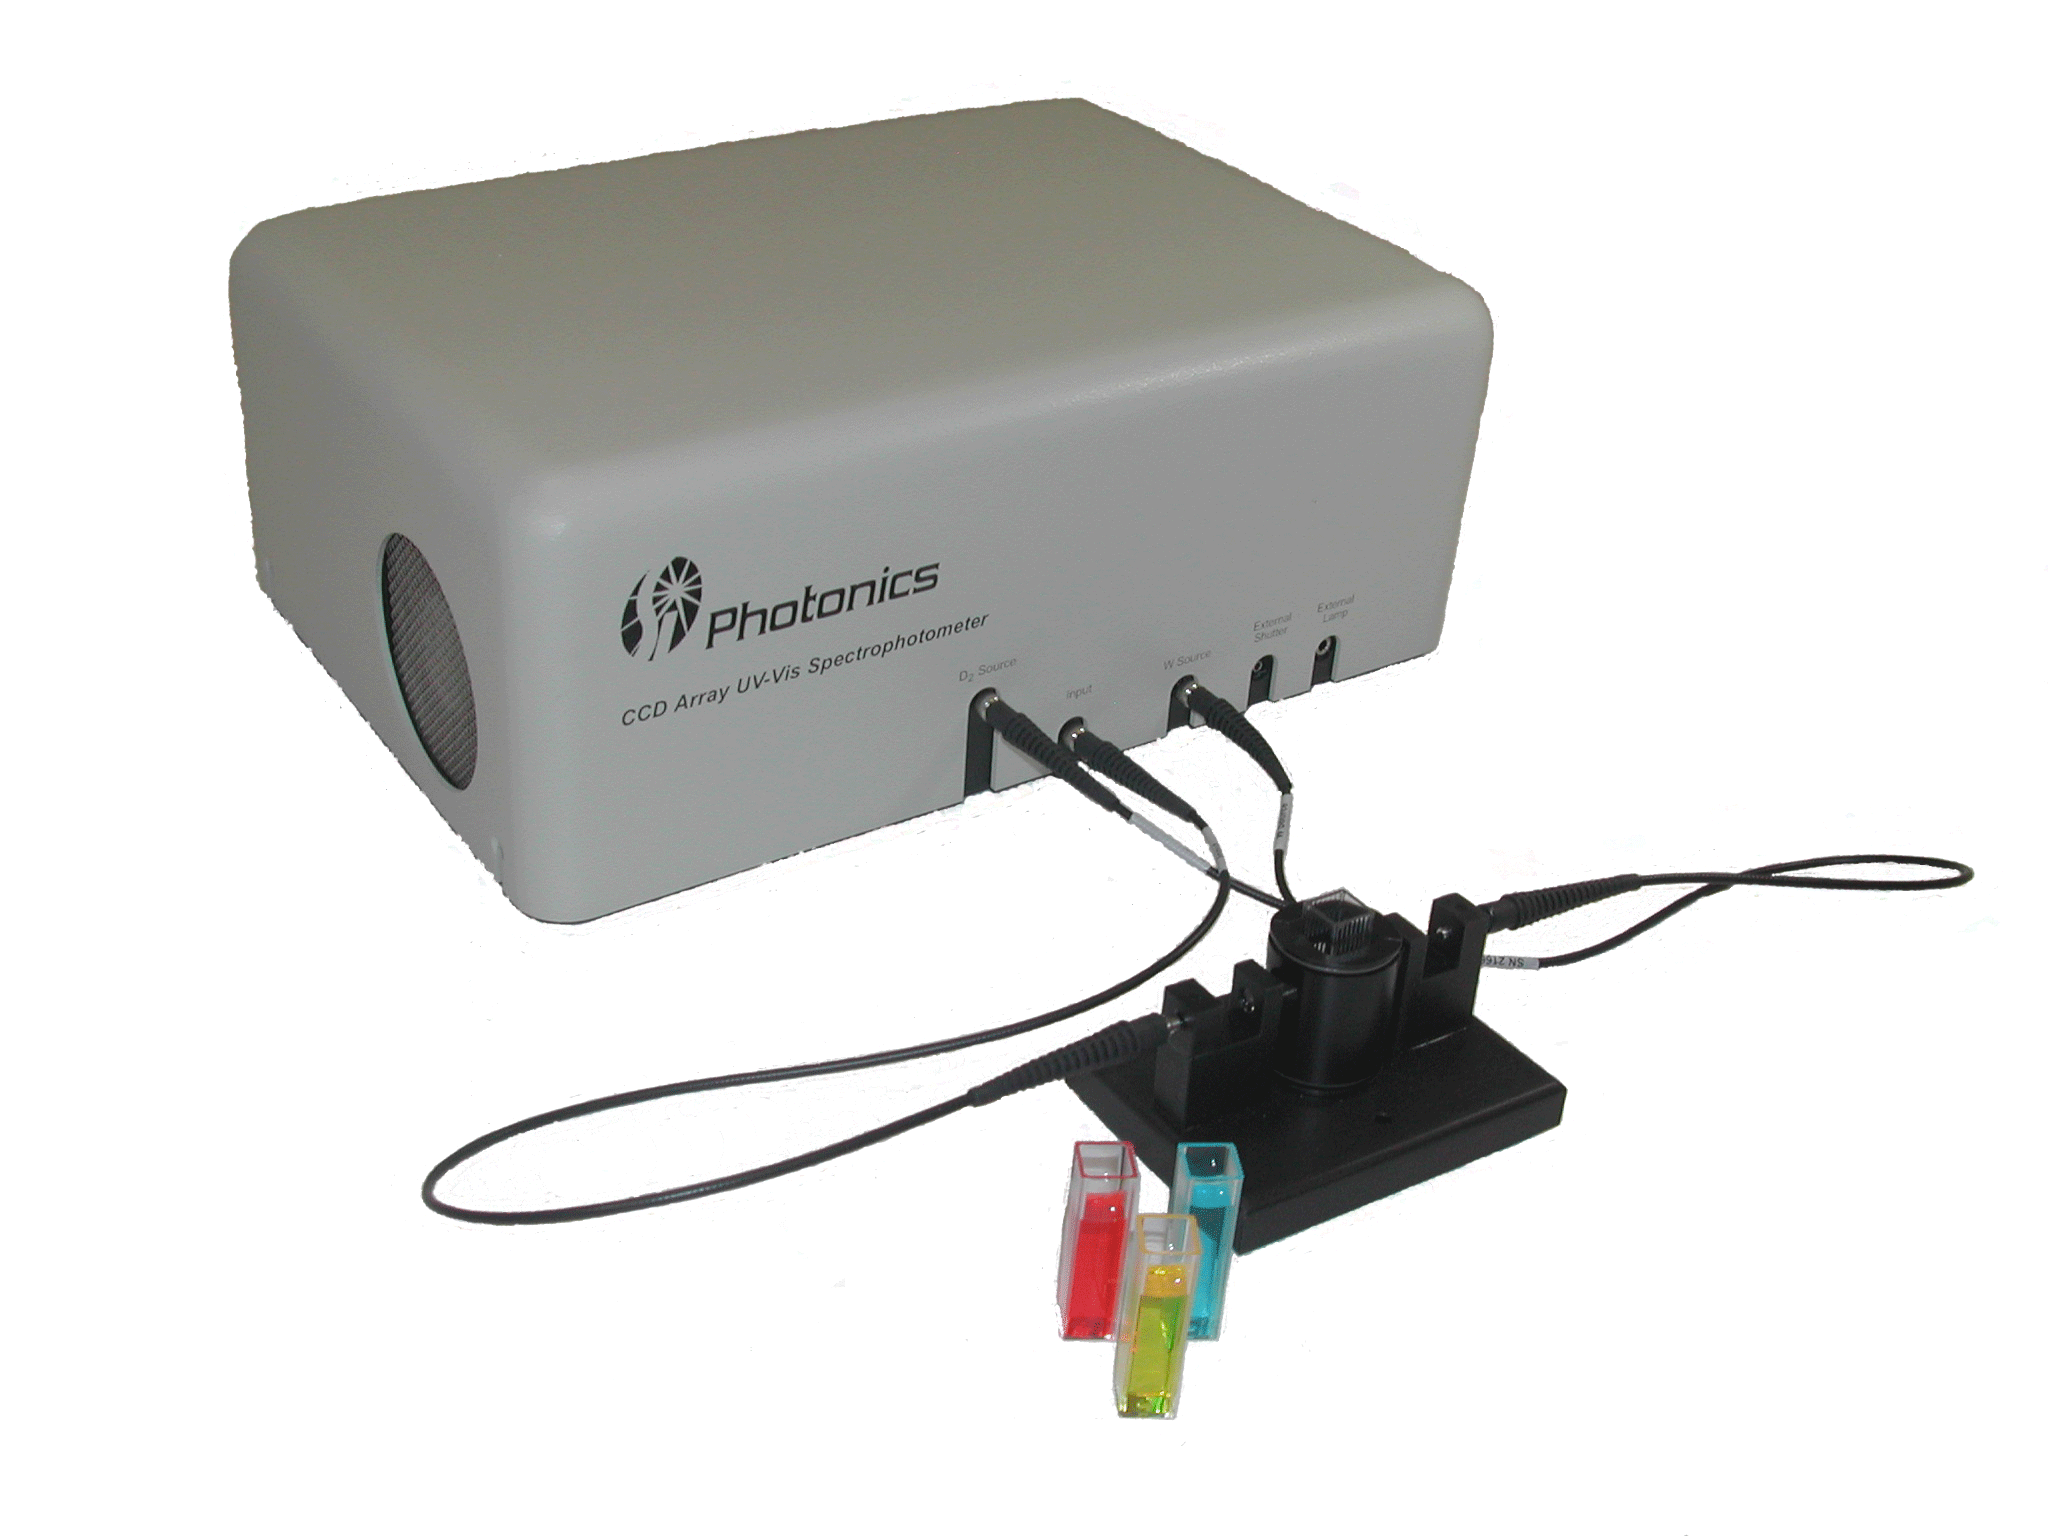 Photonics
CCD Array UV-Vis Spectrophotometer
D₂ Source
Input
W Source
External
Shutter
External
Lamp